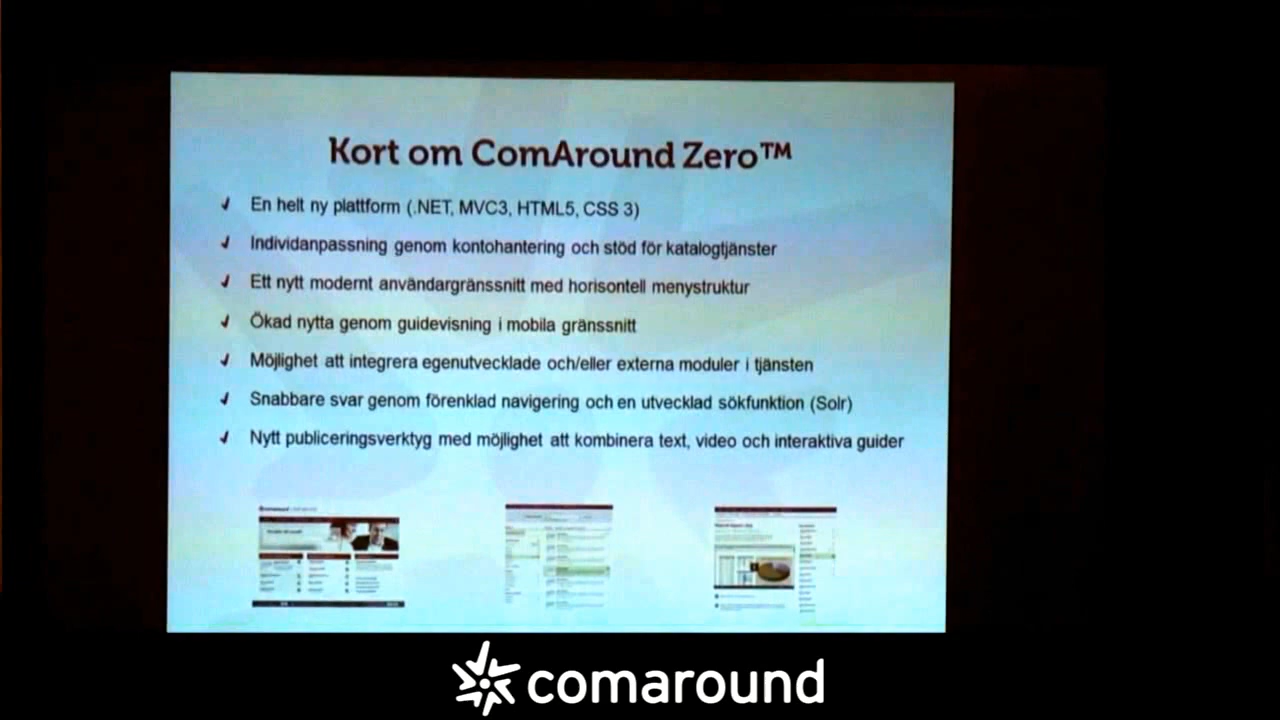 Kort om ComAround Zero™
En helt ny plattform (.NET, MVC3, HTML5, CSS 3)
Individanpassning genom kontohantering och stöd för katalogtjänster
Ett nytt modernt användargränssnitt med horisontell menystruktur
Ökad nytta genom guidevisning i mobila gränssnitt
Möjlighet att integrera egenutvecklade och/eller externa moduler i tjänsten
Snabbare svar genom förenklad navigering och en utvecklad sökfunktion (Solr)
Nytt publiceringsverktyg med möjlighet att kombinera text, video och interaktiva guider
comaround